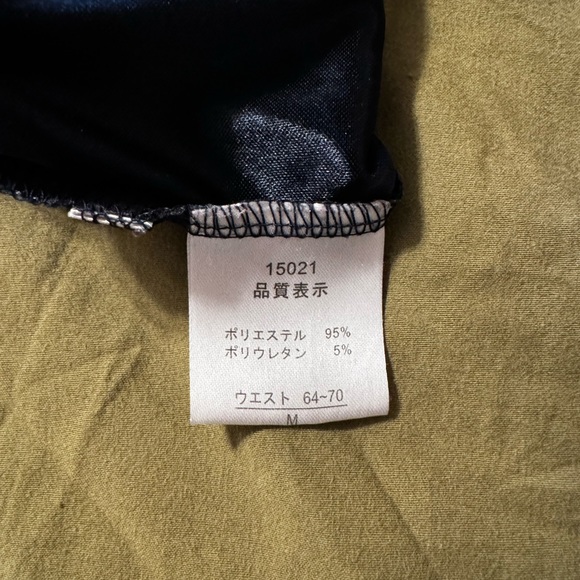 15021
品質表示
ポリエステル 95%
ポリウレタン 5%
ウエスト 64~70
M